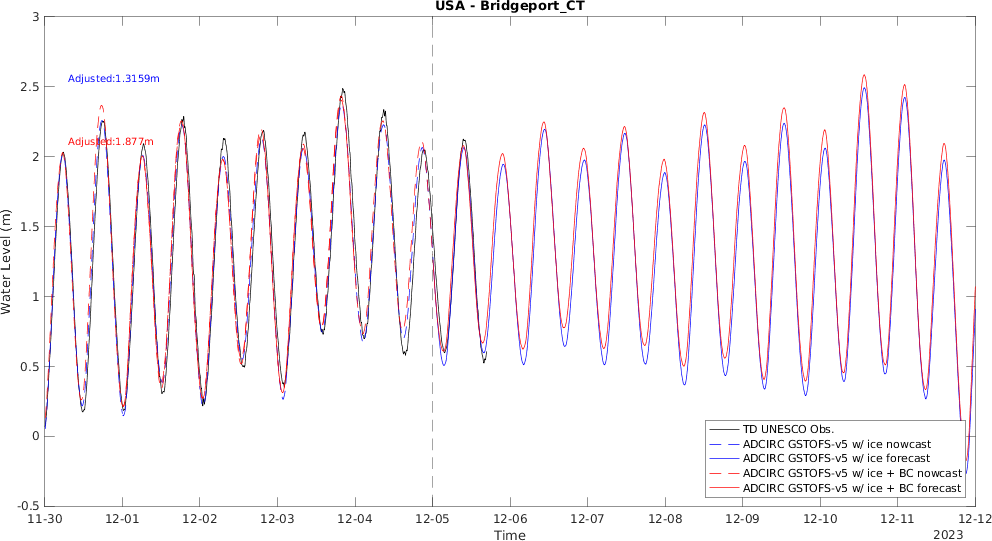 USA - Bridgeport_CT
3
2.5
2
1.5
1
0.5
0
-0.5
Water Level (m)
Adjusted:1.3159m
Adjusted:1.877m
TD UNESCO Obs.
ADCIRC GSTOFS-v5 w/ ice nowcast
ADCIRC GSTOFS-v5 w/ ice forecast
ADCIRC GSTOFS-v5 w/ ice + BC nowcast
ADCIRC GSTOFS-v5 w/ ice + BC forecast
11-30 12-01 12-02 12-03 12-04 12-05 12-06 12-07 12-08 12-09 12-10 12-11 12-12
Time
2023